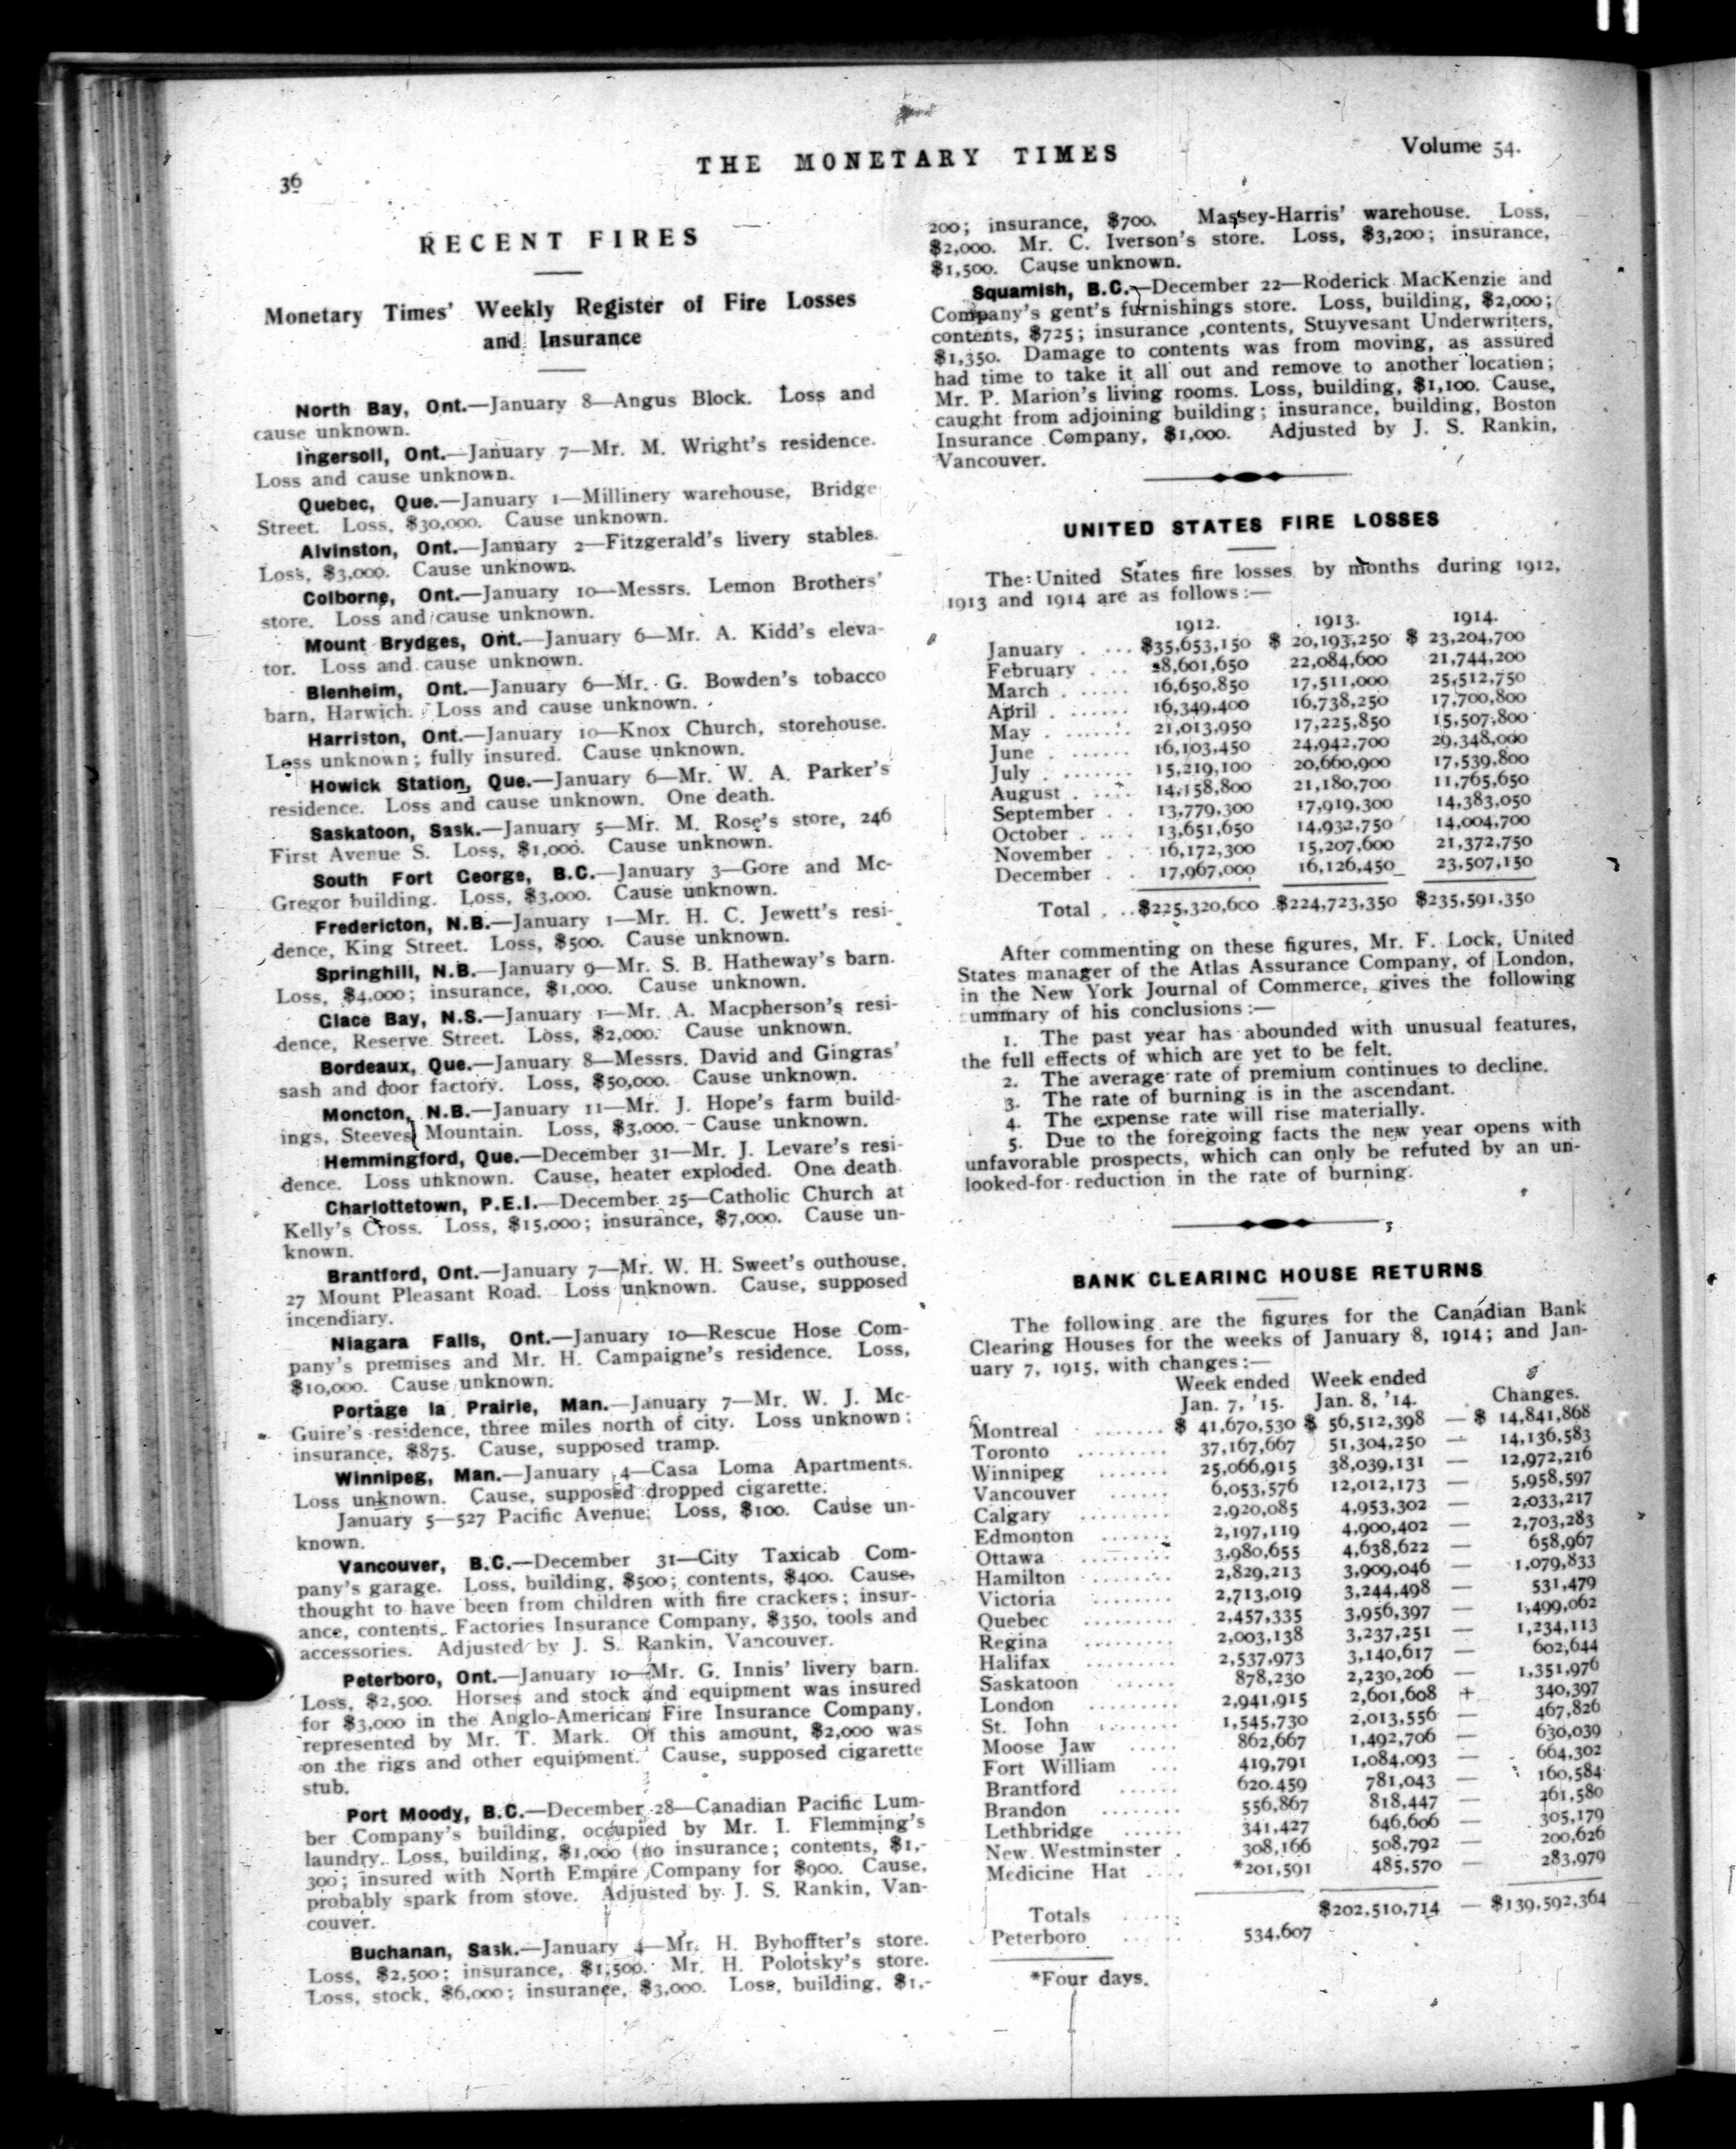 36
THE MONETARY TIMES
Volume 54.
RECENT FIRES
Monetary Times' Weekly Register of Fire Losses
and Insurance
North Bay, Ont.—January 8—Angus Block. Loss and
cause unknown.
Ingersoll, Ont.—January 7—Mr. M. Wright's residence.
Loss and cause unknown.
Quebec, Que.—January 1—Millinery warehouse, Bridge
Street. Loss, $30,000. Cause unknown.
Alvinston, Ont.—January 2—Fitzgerald's livery stables.
Loss, $3,000. Cause unknown.
Colborne, Ont.—January 10—Messrs. Lemon Brothers'
store. Loss and cause unknown.
Mount Brydges, Ont.—January 6—Mr. A. Kidd's eleva-
tor. Loss and cause unknown.
Blenheim, Ont.—January 6—Mr. G. Bowden's tobacco
barn, Harwich. Loss and cause unknown.
Harriston, Ont.—January 10—Knox Church, storehouse.
Loss unknown; fully insured. Cause unknown.
Howick Station, Que.—January 6—Mr. W. A. Parker's
residence. Loss and cause unknown. One death.
Saskatoon, Sask.—January 5—Mr. M. Rose's store, 246
First Avenue S. Loss, $1,000. Cause unknown.
South Fort George, B.C.—January 3—Gore and Mc-
Gregor building. Loss, $3,000. Cause unknown.
Fredericton, N.B.—January 1—Mr. H. C. Jewett's resi-
dence, King Street. Loss, $500. Cause unknown.
Springhill, N.B.—January 9—Mr. S. B. Hatheway's barn.
Loss, $4,000; insurance, $1,000. Cause unknown.
Glace Bay, N.S.—January 1—Mr. A. Macpherson's resi-
dence, Reserve Street. Loss, $2,000. Cause unknown.
Bordeaux, Que.—January 8—Messrs. David and Gingras'
sash and door factory. Loss, $50,000. Cause unknown.
Moncton, N.B.—January 11—Mr. J. Hope's farm build-
ings, Steeves Mountain. Loss, $3,000. Cause unknown.
Hemmingford, Que.—December 31—Mr. J. Levare's resi-
dence. Loss unknown. Cause, heater exploded. One death.
Charlottetown, P.E.I.—December 25—Catholic Church at
Kelly's Cross. Loss, $15,000; insurance, $7,000. Cause un-
known.
Brantford, Ont.—January 7—Mr. W. H. Sweet's outhouse,
27 Mount Pleasant Road. Loss unknown. Cause, supposed
incendiary.
Niagara Falls, Ont.—January 10—Rescue Hose Com-
pany's premises and Mr. H. Campaigne's residence. Loss,
$10,000. Cause unknown.
Portage la Prairie, Man.—January 7—Mr. W. J. Mc-
Guire's residence, three miles north of city. Loss unknown;
insurance, $875. Cause, supposed tramp.
Winnipeg, Man.—January 4—Casa Loma Apartments.
Loss unknown. Cause, supposed dropped cigarette.
January 5—527 Pacific Avenue. Loss, $100. Cause un-
known.
Vancouver, B.C.—December 31—City Taxicab Com-
pany's garage. Loss, building, $500; contents, $400. Cause,
thought to have been from children with fire crackers; insur-
ance, contents, Factories Insurance Company, $350, tools and
accessories. Adjusted by J. S. Rankin, Vancouver.
Peterboro, Ont.—January 10—Mr. G. Innis' livery barn.
Loss, $2,500. Horses and stock and equipment was insured
for $3,000 in the Anglo-American Fire Insurance Company,
represented by Mr. T. Mark. Of this amount, $2,000 was
on the rigs and other equipment. Cause, supposed cigarette
stub.
Port Moody, B.C.—December 28—Canadian Pacific Lum-
ber Company's building, occupied by Mr. I. Flemming's
laundry. Loss, building, $1,000 (no insurance; contents, $1,-
300; insured with North Empire Company for $900. Cause,
probably spark from stove. Adjusted by J. S. Rankin, Van-
couver.
Buchanan, Sask.—January 4—Mr. H. Byhoffter's store.
Loss, $2,500; insurance, $1,500. Mr. H. Polotsky's store.
Loss, stock, $6,000; insurance, $3,000. Loss, building, $1,-
200; insurance, $700. Massey-Harris' warehouse. Loss,
$2,000. Mr. C. Iverson's store. Loss, $3,200; insurance,
$1,500. Cause unknown.
Squamish, B.C.—December 22—Roderick MacKenzie and
Company's gent's furnishings store. Loss, building, $2,000;
contents, $725; insurance ,contents, Stuyvesant Underwriters,
$1,350. Damage to contents was from moving, as assured
had time to take it all out and remove to another location;
Mr. P. Marion's living rooms. Loss, building, $1,100. Cause,
caught from adjoining building; insurance, building, Boston
Insurance Company, $1,000. Adjusted by J. S. Rankin,
Vancouver.
UNITED STATES FIRE LOSSES
The United States fire losses by months during 1912,
1913 and 1914 are as follows:—
1912. 1913. 1914.
January . ... $35,653,150 $ 20,193,250 $ 23,204,700
February . .. 28,601,650 22,084,600 21,744,200
March . ..... 16,650,850 17,511,000 25,512,750
April . ...... 16,349,400 16,738,250 17,700,800
May . ...... 21,013,950 17,225,850 15,507,800
June . ...... 16,103,450 24,942,700 29,348,000
July . ....... 15,219,100 20,660,900 17,539,800
August . .... 14,158,800 21,180,700 11,765,650
September . . 13,779,300 17,919,300 14,383,050
October . ... 13,651,650 14,932,750 14,004,700
November . . 16,172,300 15,207,600 21,372,750
December . . 17,967,000 16,126,450 23,507,150
Total . .. $225,320,600 $224,723,350 $235,591,350
After commenting on these figures, Mr. F. Lock, United
States manager of the Atlas Assurance Company, of London,
in the New York Journal of Commerce, gives the following
summary of his conclusions:—
1. The past year has abounded with unusual features,
the full effects of which are yet to be felt.
2. The average rate of premium continues to decline.
3. The rate of burning is in the ascendant.
4. The expense rate will rise materially.
5. Due to the foregoing facts the new year opens with
unfavorable prospects, which can only be refuted by an un-
looked-for reduction in the rate of burning.
BANK CLEARING HOUSE RETURNS
The following are the figures for the Canadian Bank
Clearing Houses for the weeks of January 8, 1914; and Jan-
uary 7, 1915, with changes:—
Week ended Week ended
Jan. 7, '15. Jan. 8, '14. Changes.
Montreal ....... $ 41,670,530 $ 56,512,398 — $ 14,841,868
Toronto ......... 37,167,667 51,304,250 — 14,136,583
Winnipeg ....... 25,066,915 38,039,131 — 12,972,216
Vancouver ...... 6,053,576 12,012,173 — 5,958,597
Calgary ......... 2,920,085 4,953,302 — 2,033,217
Edmonton ....... 2,197,119 4,900,402 — 2,703,283
Ottawa ......... 3,980,655 4,638,622 — 658,967
Hamilton ........ 2,829,213 3,909,046 — 1,079,833
Victoria ........ 2,713,019 3,244,498 — 531,479
Quebec ......... 2,457,335 3,956,397 — 1,499,062
Regina ......... 2,003,138 3,237,251 — 1,234,113
Halifax ......... 2,537,973 3,140,617 — 602,644
Saskatoon ...... 878,230 2,230,206 — 1,351,976
London ......... 2,941,915 2,601,608 + 340,397
St. John ........ 1,545,730 2,013,556 — 467,826
Moose Jaw ..... 862,667 1,492,706 — 630,039
Fort William ... 419,791 1,084,093 — 664,302
Brantford ...... 620,459 781,043 — 160,584
Brandon ........ 556,867 818,447 — 261,580
Lethbridge ...... 341,427 646,606 — 305,179
New Westminster . 308,166 508,792 — 200,626
Medicine Hat .... *201,591 485,570 — 283,979
Totals ...... $202,510,714 — $139,592,364
Peterboro ...... 534,607
*Four days.